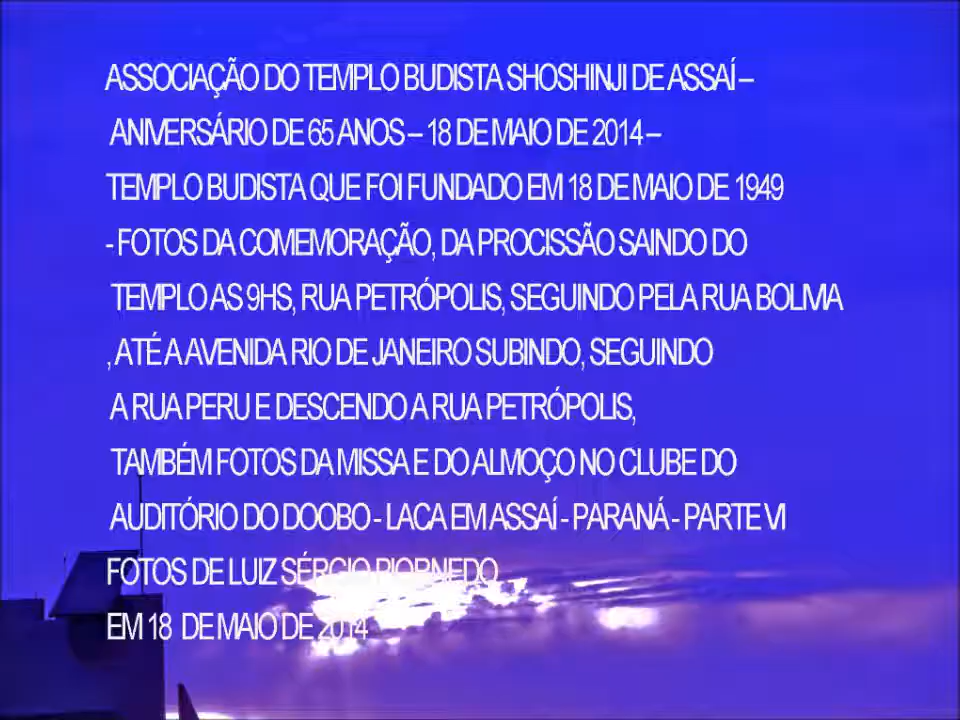 ASSOCIAÇÃO DO TEMPLO BUDISTA SHOSHINJI DE ASSAÍ –
ANIVERSÁRIO DE 65 ANOS – 18 DE MAIO DE 2014 –
TEMPLO BUDISTA QUE FOI FUNDADO EM 18 DE MAIO DE 1949
- FOTOS DA COMEMORAÇÃO, DA PROCISSÃO SAINDO DO
TEMPLO AS 9HS, RUA PETRÓPOLIS, SEGUINDO PELA RUA BOLIVIA
, ATÉ A AVENIDA RIO DE JANEIRO SUBINDO, SEGUINDO
A RUA PERU E DESCENDO A RUA PETRÓPOLIS,
TAMBÉM FOTOS DA MISSA E DO ALMOÇO NO CLUBE DO
AUDITÓRIO DO DOOBO - LACA EM ASSAÍ - PARANÁ - PARTE VI
FOTOS DE LUIZ SÉRGIO PIORNEDO
EM 18 DE MAIO DE 2014